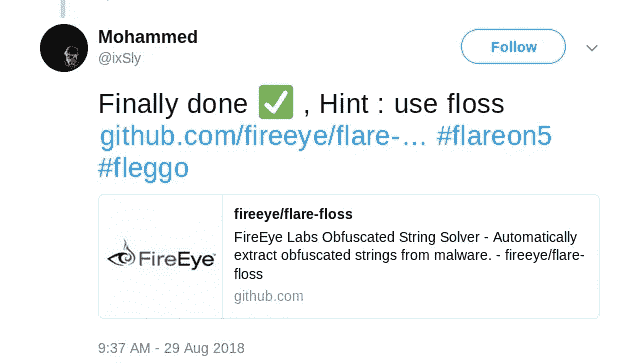 Mohammed
@ixSly
Follow
Finally done ✅ , Hint : use floss
github.com/fireeye/flare-… #flareon5
#fleggo
fireeye/flare-floss
FireEye Labs Obfuscated String Solver - Automatically
extract obfuscated strings from malware. - fireeye/flare-
floss
github.com
FireEye
9:37 AM - 29 Aug 2018